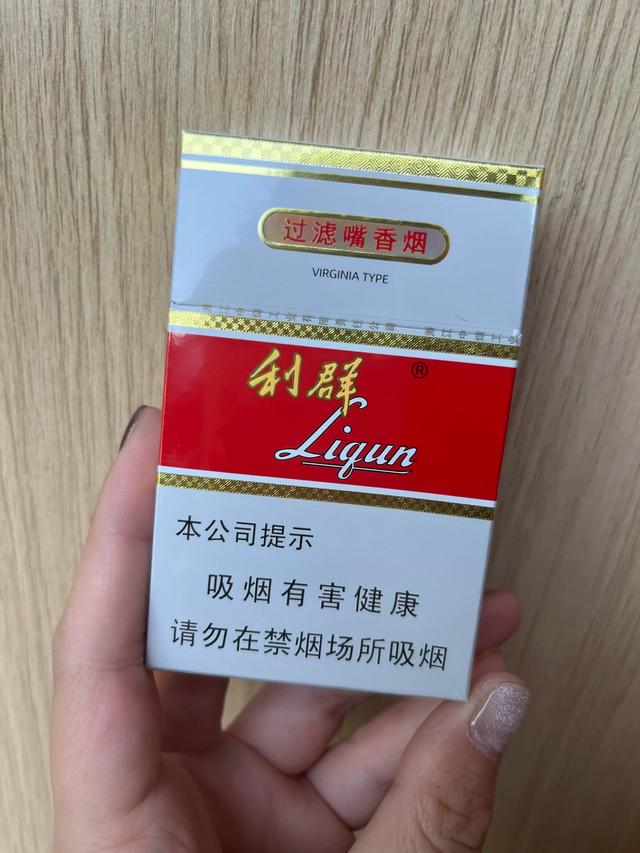 过滤嘴香烟
VIRGINIA TYPE
利群
®
Liqun
本公司提示
吸烟有害健康
请勿在禁烟场所吸烟